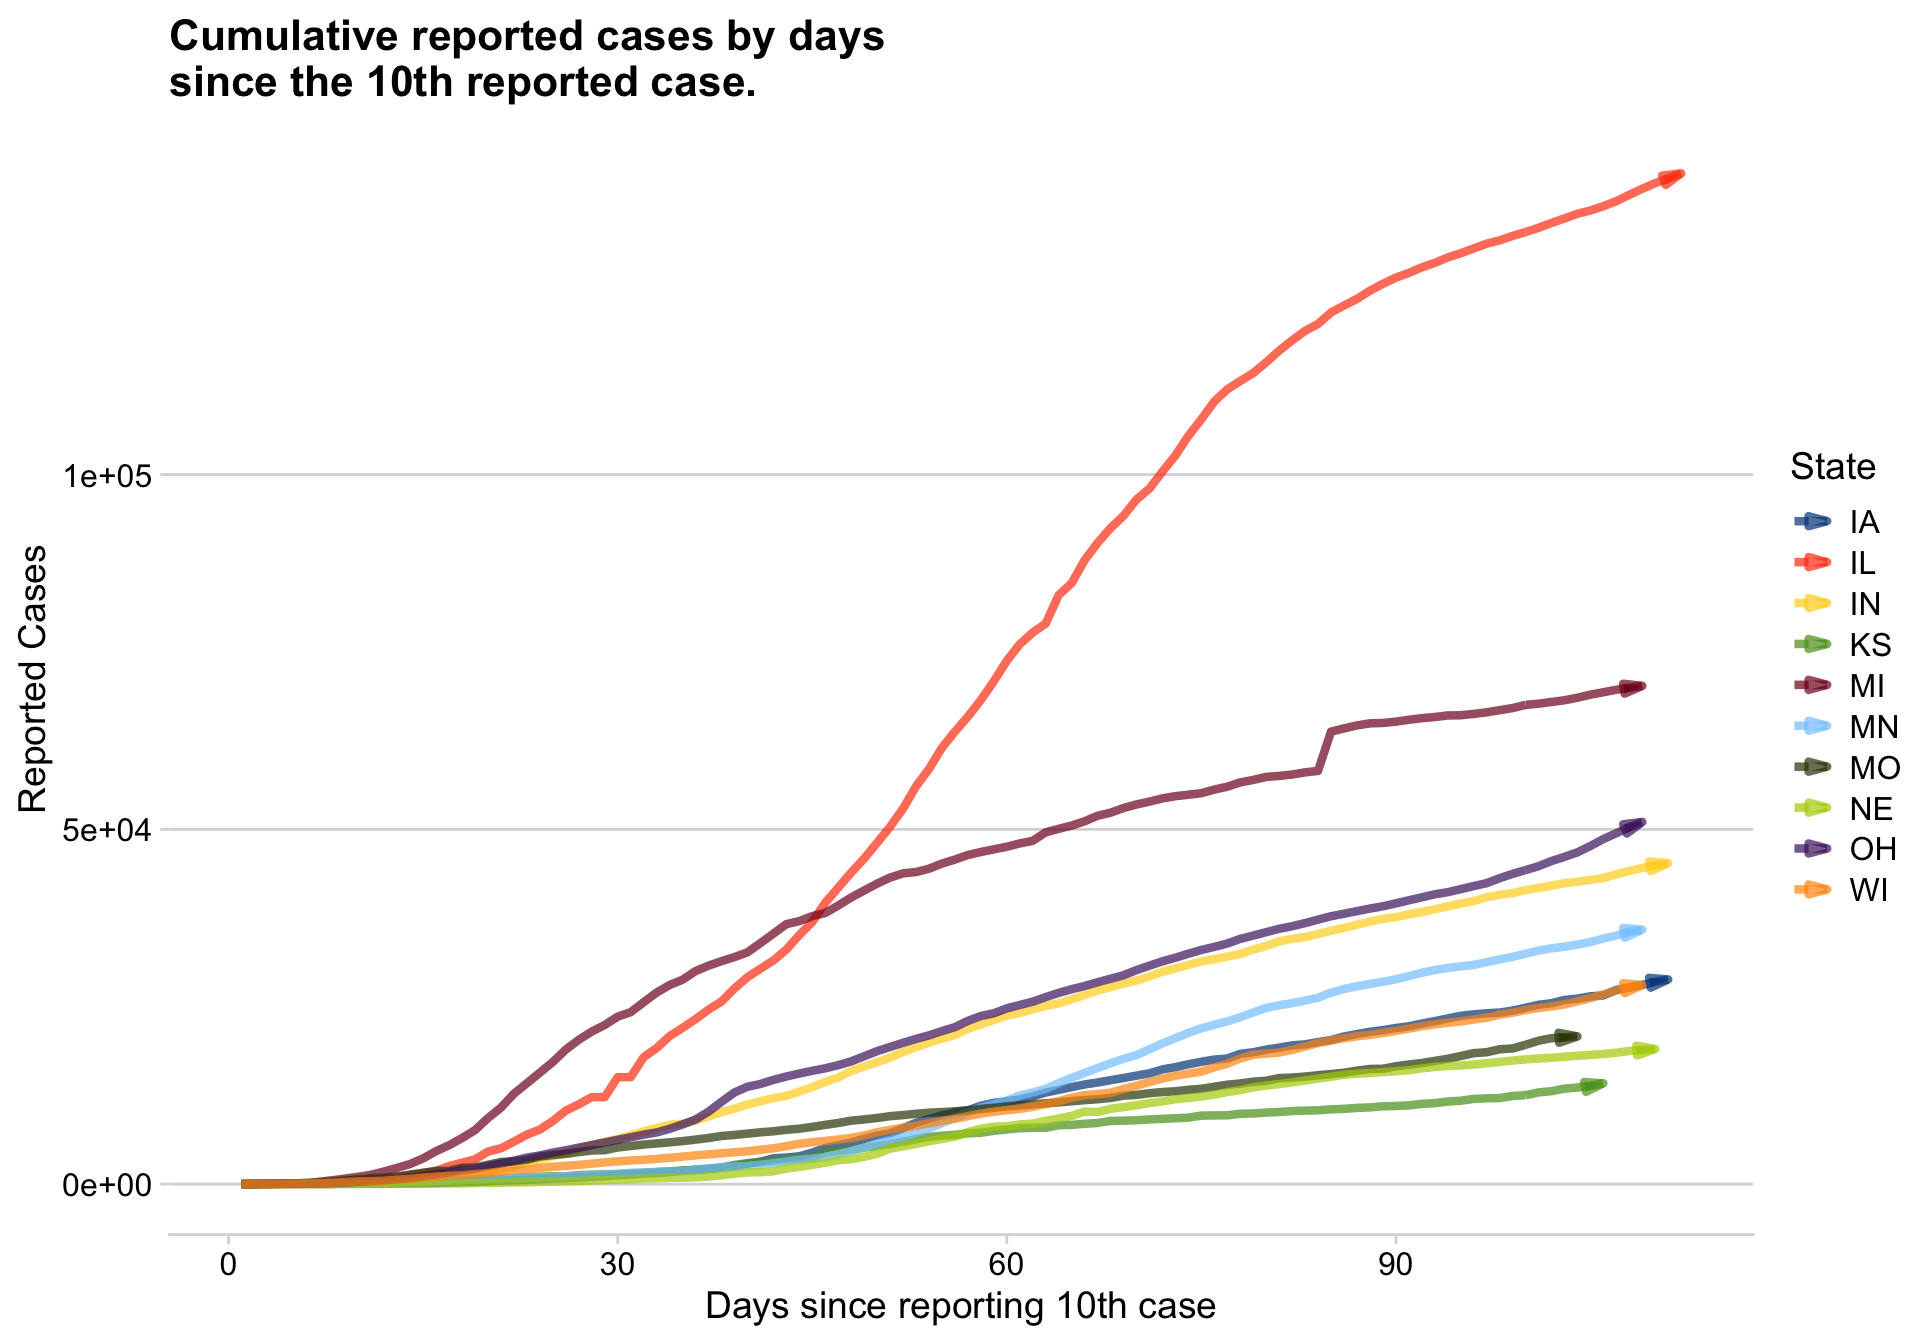 Cumulative reported cases by days
since the 10th reported case.
1e+05
5e+04
0e+00
Reported Cases
0
30
60
90
Days since reporting 10th case
State
IA
IL
IN
KS
MI
MN
MO
NE
OH
WI